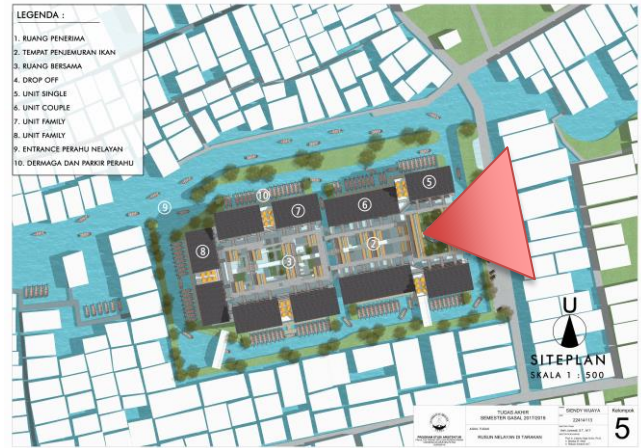 LEGENDA :
1. RUANG PENERIMA
2. TEMPAT PENJEMURAN IKAN
3. RUANG BERSAMA
4. DROP OFF
5. UNIT SINGLE
6. UNIT COUPLE
7. UNIT FAMILY
8. UNIT FAMILY
9. ENTRANCE PERAHU NELAYAN
10. DERMAGA DAN PARKIR PERAHU
5
10
7
6
9
2
8
3
U
SITEPLAN
SKALA 1 : 500
TUGAS AKHIR
SEMESTER GASAL 2017/2018
RUSUN NELAYAN DI TARAKAN
SIENDY WIJAYA
22414113
Kelompok
5